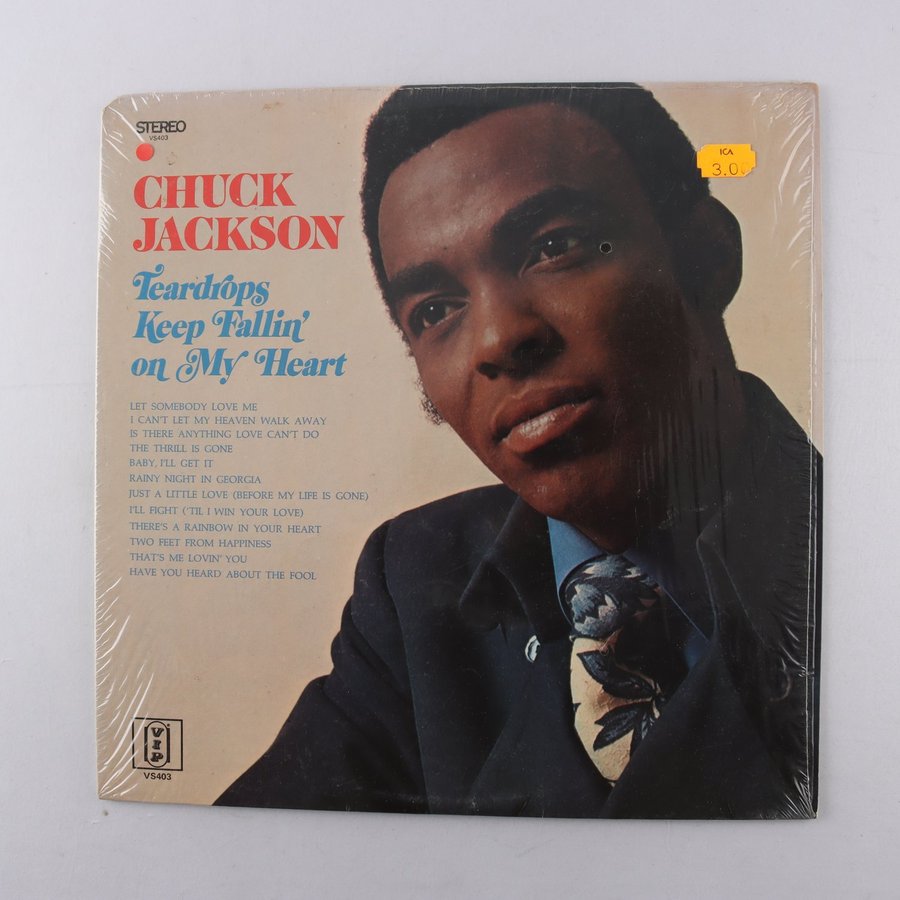 STEREO
VS403
CHUCK
JACKSON
Teardrops
Keep Fallin'
on My Heart
LET SOMEBODY LOVE ME
I CAN'T LET MY HEAVEN WALK AWAY
IS THERE ANYTHING LOVE CAN'T DO
THE THRILL IS GONE
BABY, I'LL GET IT
RAINY NIGHT IN GEORGIA
JUST A LITTLE LOVE (BEFORE MY LIFE IS GONE)
I'LL FIGHT ('TIL I WIN YOUR LOVE)
THERE'S A RAINBOW IN YOUR HEART
TWO FEET FROM HAPPINESS
THAT'S ME LOVIN' YOU
HAVE YOU HEARD ABOUT THE FOOL
VIP
VS403
ICA
3.00